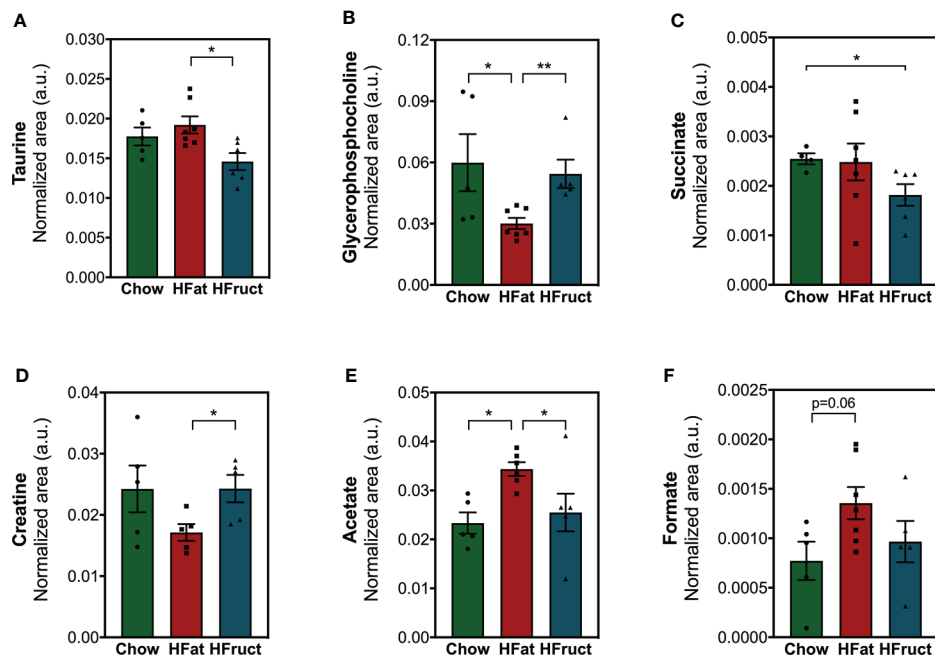 A
Taurine
Normalized area (a.u.)
0.030
0.025
0.020
0.015
0.010
0.005
0.000
*
Chow HFat HFruct
B
Glycerophosphocholine
Normalized area (a.u.)
0.12
0.09
0.06
0.03
0.00
* **
Chow HFat HFruct
C
Succinate
Normalized area (a.u.)
0.005
0.004
0.003
0.002
0.001
0.000
*
Chow HFat HFruct
D
Creatine
Normalized area (a.u.)
0.04
0.03
0.02
0.01
0.00
*
Chow HFat HFruct
E
Acetate
Normalized area (a.u.)
0.05
0.04
0.03
0.02
0.01
0.00
* *
Chow HFat HFruct
F
Formate
Normalized area (a.u.)
0.0025
0.0020
0.0015
0.0010
0.0005
0.0000
p=0.06
Chow HFat HFruct